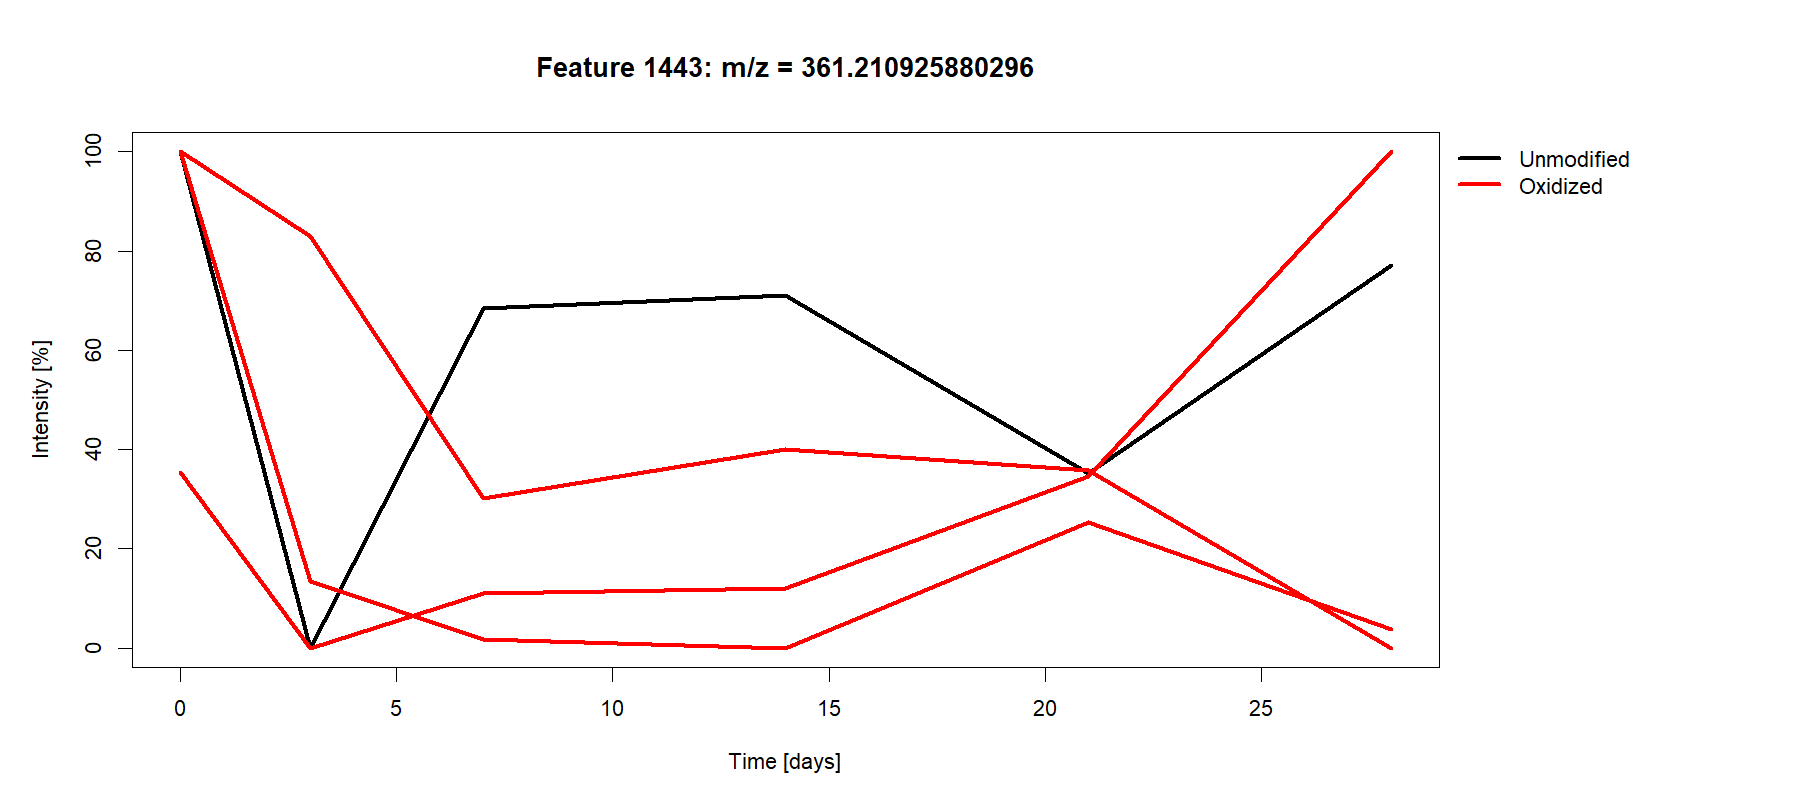 Feature 1443: m/z = 361.210925880296
Unmodified
Oxidized
Intensity [%]
100
80
60
40
20
0
0 5 10 15 20 25
Time [days]